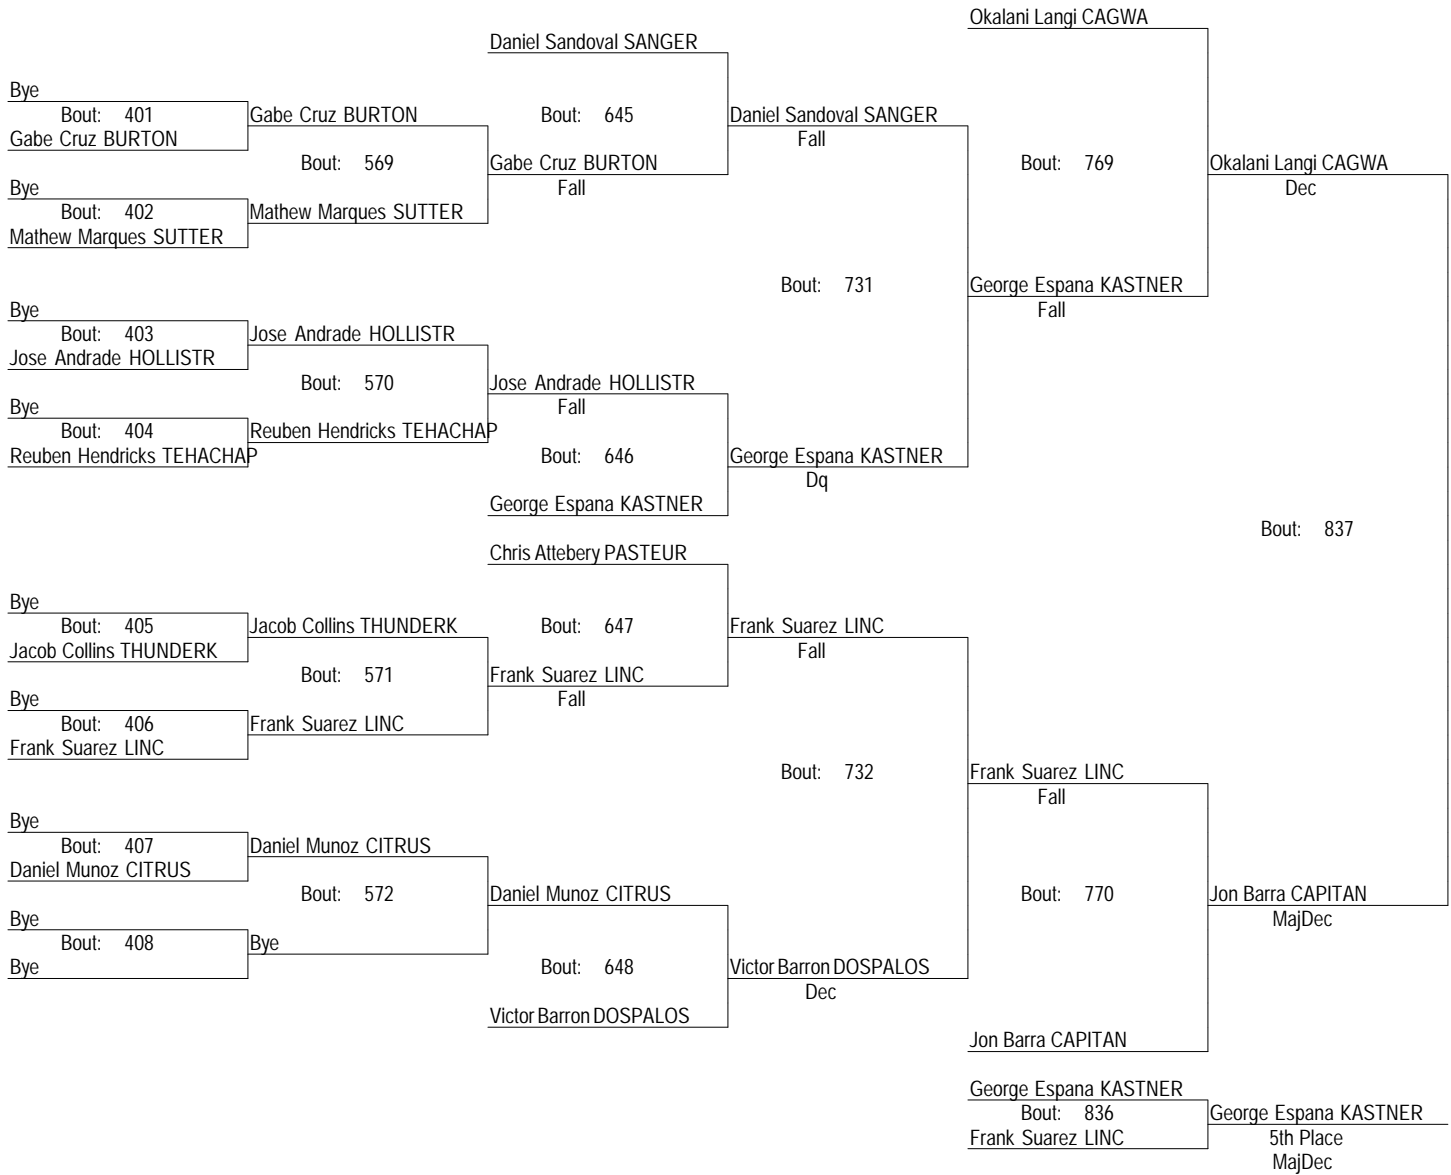 Okalani Langi CAGWA
Daniel Sandoval SANGER
Bye
Bout: 401
Gabe Cruz BURTON
Gabe Cruz BURTON
Bout: 645
Daniel Sandoval SANGER
Fall
Bout: 569
Gabe Cruz BURTON
Fall
Bout: 769
Okalani Langi CAGWA
Dec
Bye
Bout: 402
Mathew Marques SUTTER
Mathew Marques SUTTER
Bout: 731
George Espana KASTNER
Fall
Bye
Bout: 403
Jose Andrade HOLLISTR
Jose Andrade HOLLISTR
Bout: 570
Jose Andrade HOLLISTR
Fall
Bye
Bout: 404
Reuben Hendricks TEHACHAP
Reuben Hendricks TEHACHAP
Bout: 646
George Espana KASTNER
Dq
George Espana KASTNER
Bout: 837
Chris Attebery PASTEUR
Bye
Bout: 405
Jacob Collins THUNDERK
Jacob Collins THUNDERK
Bout: 647
Frank Suarez LINC
Fall
Bout: 571
Frank Suarez LINC
Fall
Bye
Bout: 406
Frank Suarez LINC
Frank Suarez LINC
Bout: 732
Frank Suarez LINC
Fall
Bye
Bout: 407
Daniel Munoz CITRUS
Daniel Munoz CITRUS
Bout: 572
Daniel Munoz CITRUS
Bout: 770
Jon Barra CAPITAN
MajDec
Bye
Bout: 408
Bye
Bye
Bout: 648
Victor Barron DOSPALOS
Dec
Victor Barron DOSPALOS
Jon Barra CAPITAN
George Espana KASTNER
Bout: 836
Frank Suarez LINC
George Espana KASTNER
5th Place
MajDec